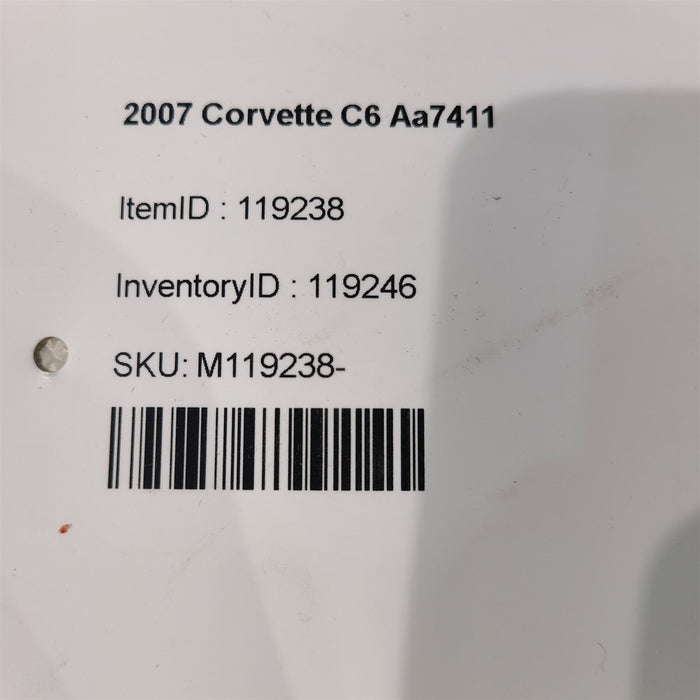 2007 Corvette C6 Aa7411
ItemID : 119238
InventoryID : 119246
SKU: M119238-